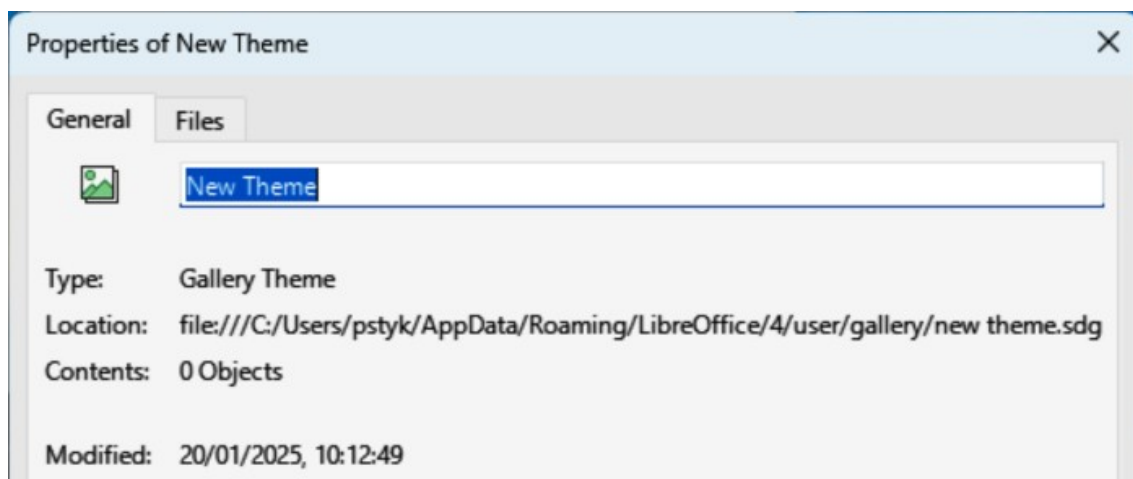 Properties of New Theme
General Files
New Theme
Type: Gallery Theme
Location: file:///C:/Users/pstyk/AppData/Roaming/LibreOffice/4/user/gallery/new theme.sdg
Contents: 0 Objects
Modified: 20/01/2025, 10:12:49